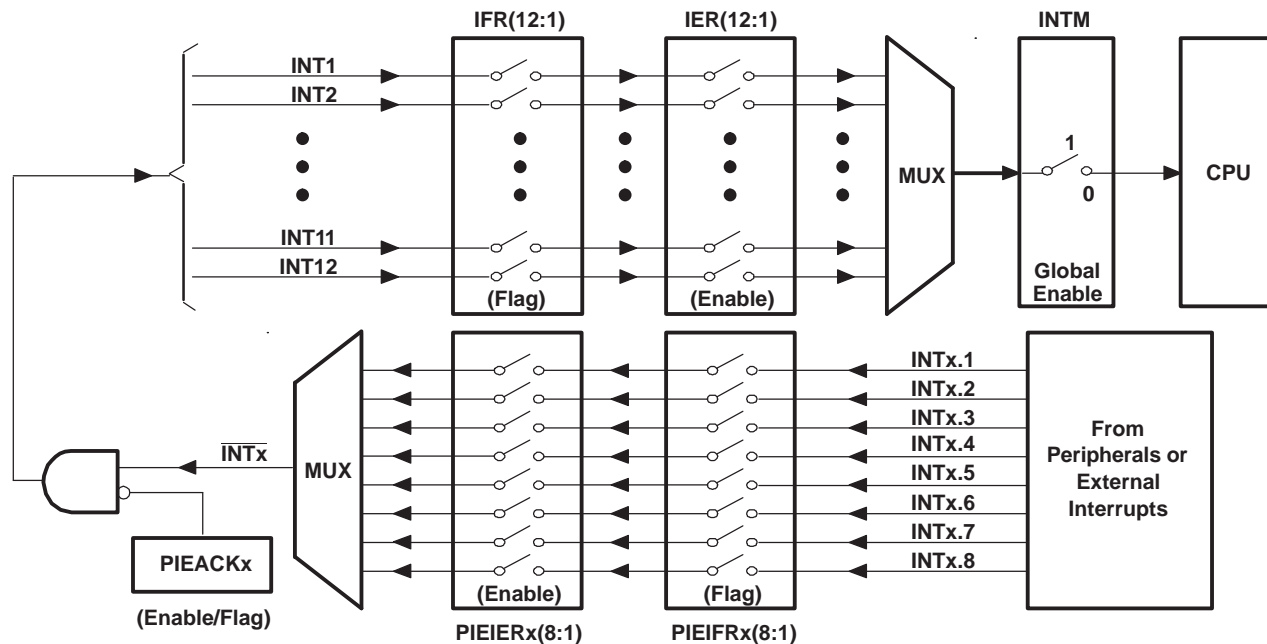 IFR(12:1)
IER(12:1)
INTM
INT1
INT2
INT11
INT12
(Flag)
(Enable)
MUX
1
0
Global
Enable
CPU
INTx
MUX
PIEACKx
(Enable/Flag)
(Enable)
PIEIERx(8:1)
(Flag)
PIEIFRx(8:1)
INTx.1
INTx.2
INTx.3
INTx.4
INTx.5
INTx.6
INTx.7
INTx.8
From
Peripherals or
External
Interrupts